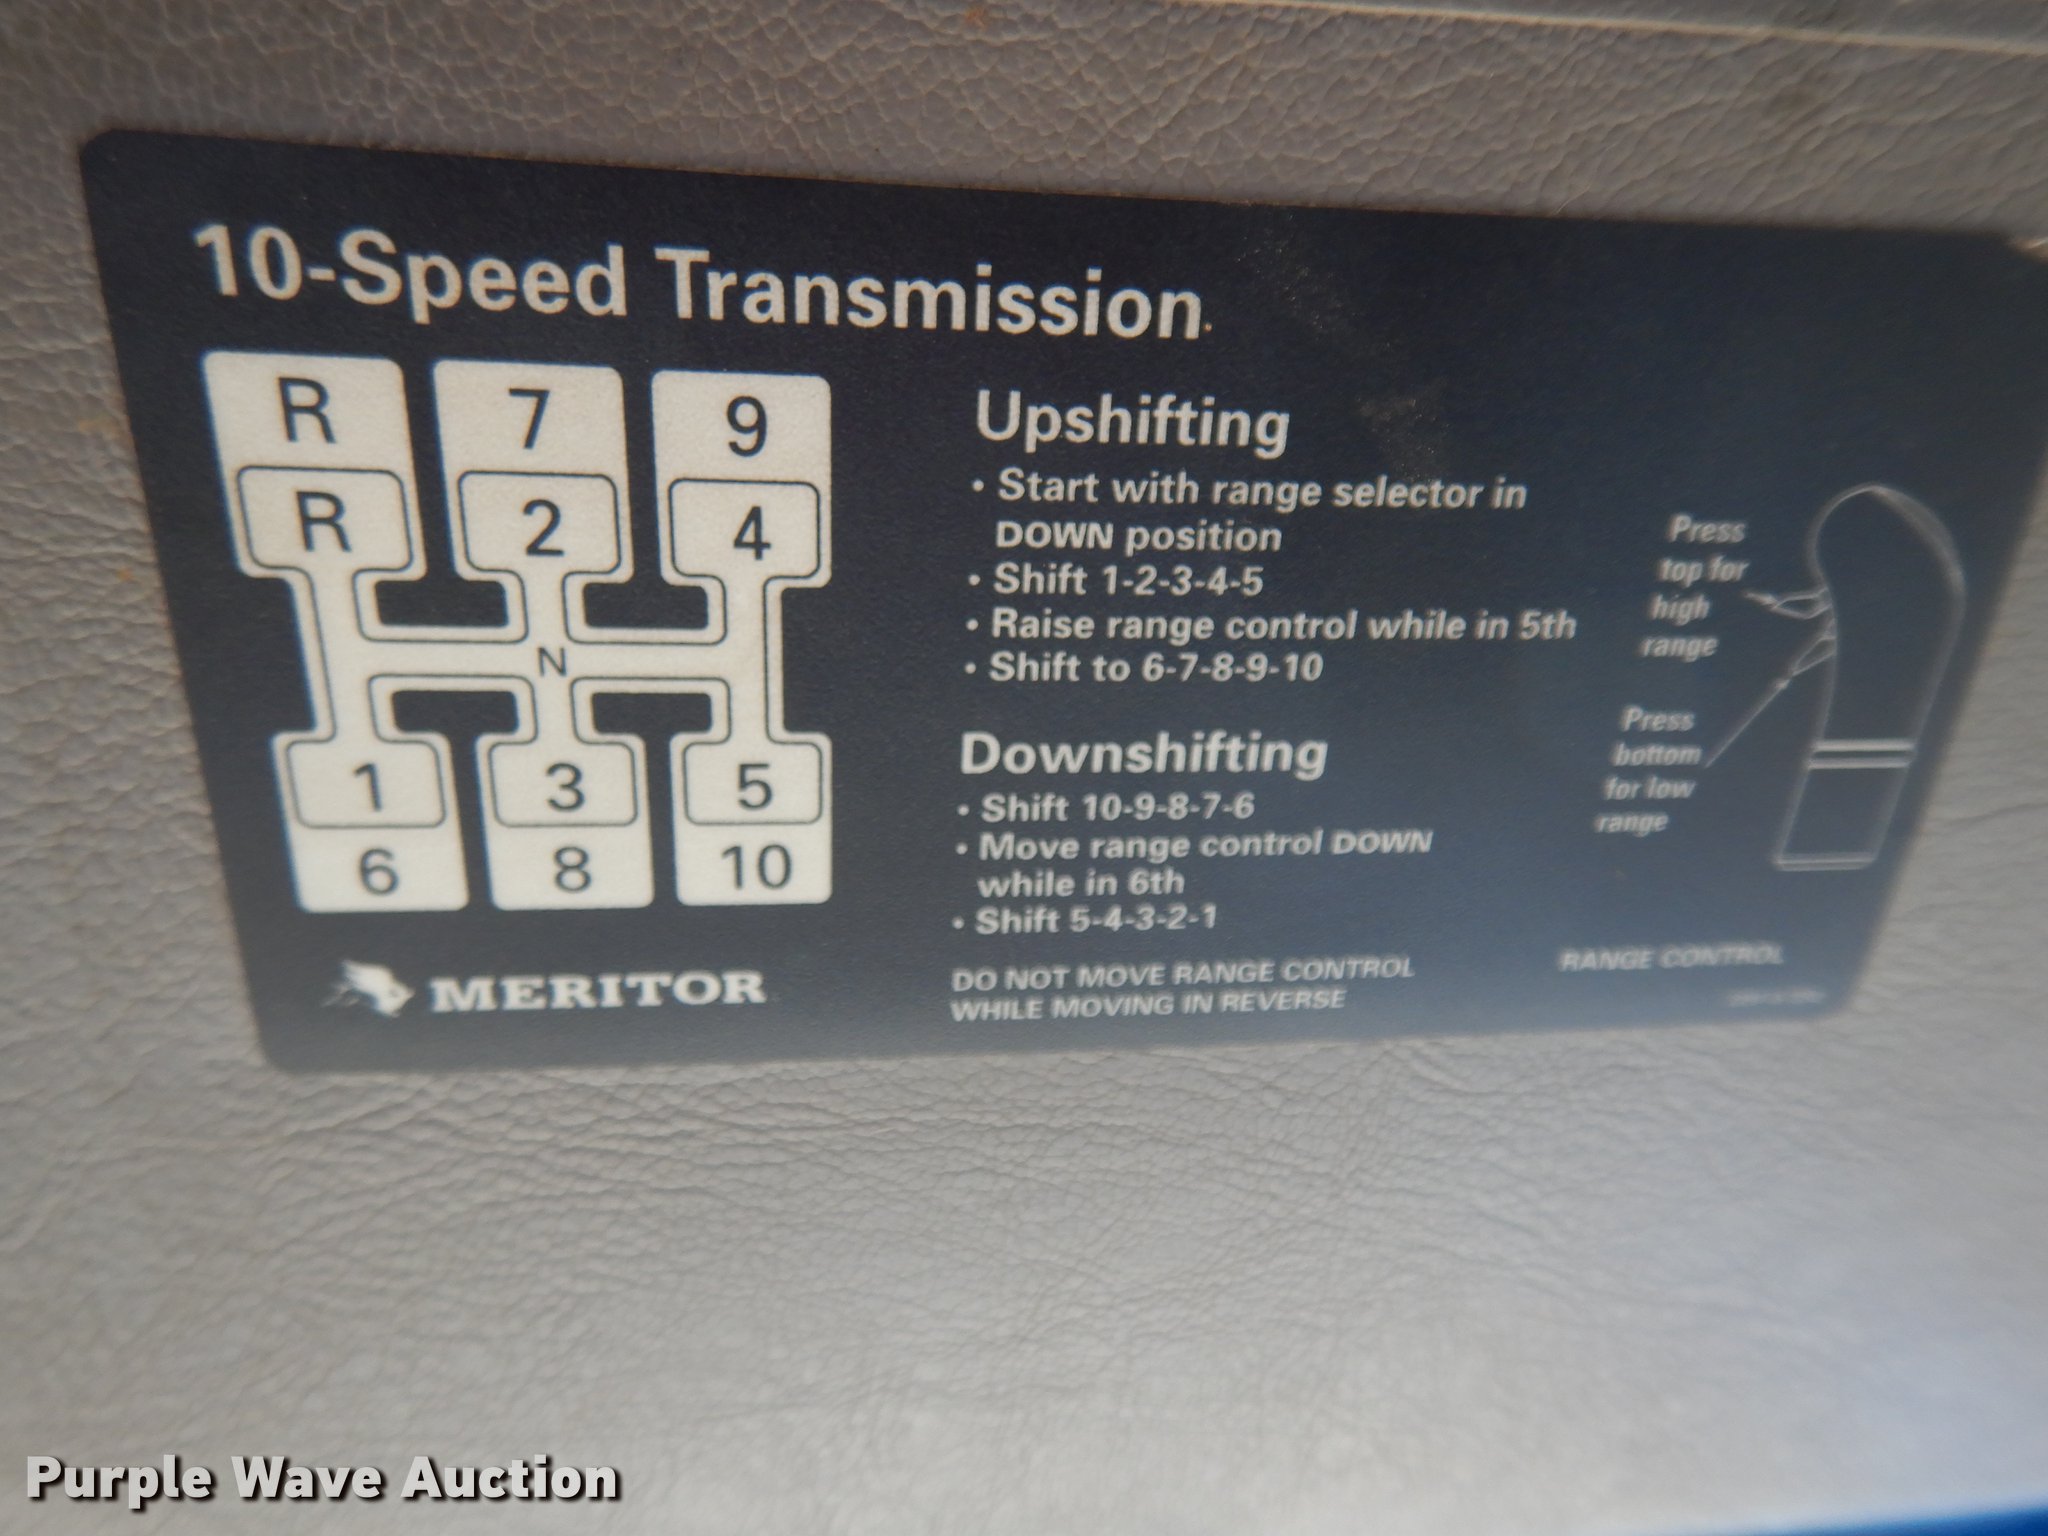 10-Speed Transmission
R 7 9
R 2 4
N
1 3 5
6 8 10
MERITOR
Upshifting
• Start with range selector in
DOWN position
• Shift 1-2-3-4-5
• Raise range control while in 5th
• Shift to 6-7-8-9-10
Downshifting
• Shift 10-9-8-7-6
• Move range control DOWN
while in 6th
• Shift 5-4-3-2-1
DO NOT MOVE RANGE CONTROL
WHILE MOVING IN REVERSE
Press
top for
high
range
Press
bottom
for low
range
RANGE CONTROL
Purple Wave Auction